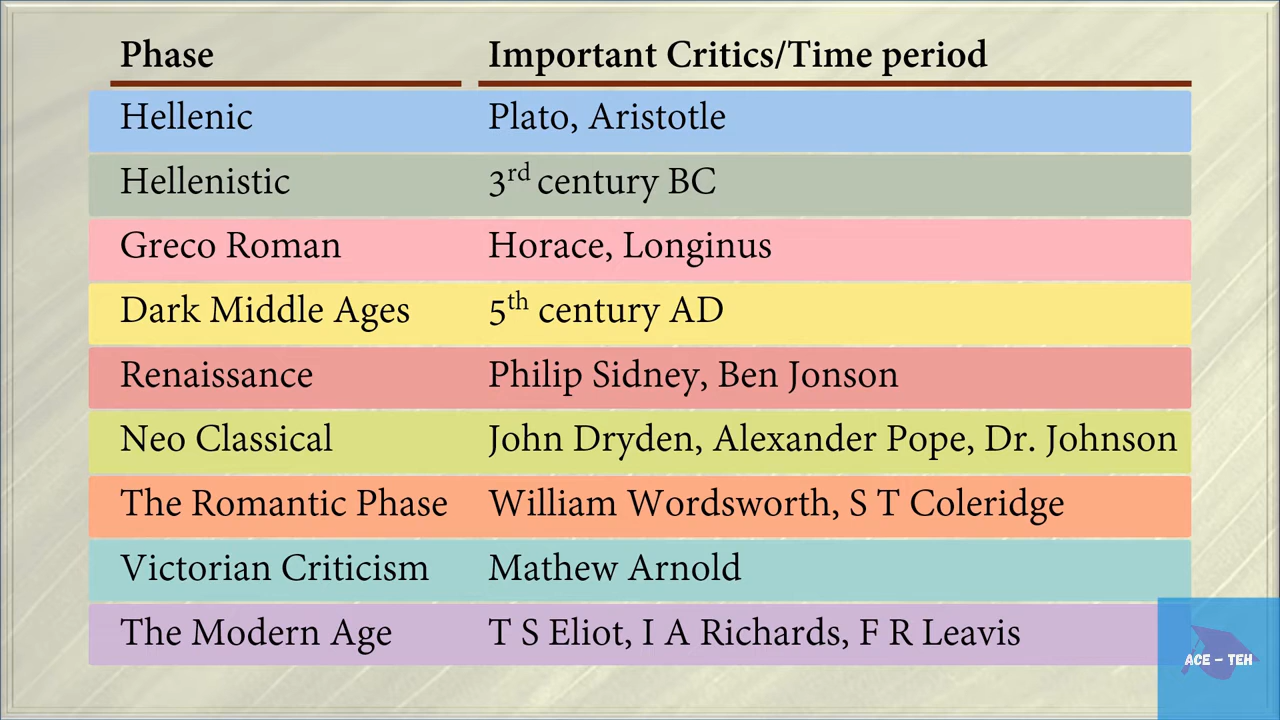 Phase Important Critics/Time period
Hellenic Plato, Aristotle
Hellenistic 3rd century BC
Greco Roman Horace, Longinus
Dark Middle Ages 5th century AD
Renaissance Philip Sidney, Ben Jonson
Neo Classical John Dryden, Alexander Pope, Dr. Johnson
The Romantic Phase William Wordsworth, S T Coleridge
Victorian Criticism Mathew Arnold
The Modern Age T S Eliot, I A Richards, F R Leavis
ACE – TEH